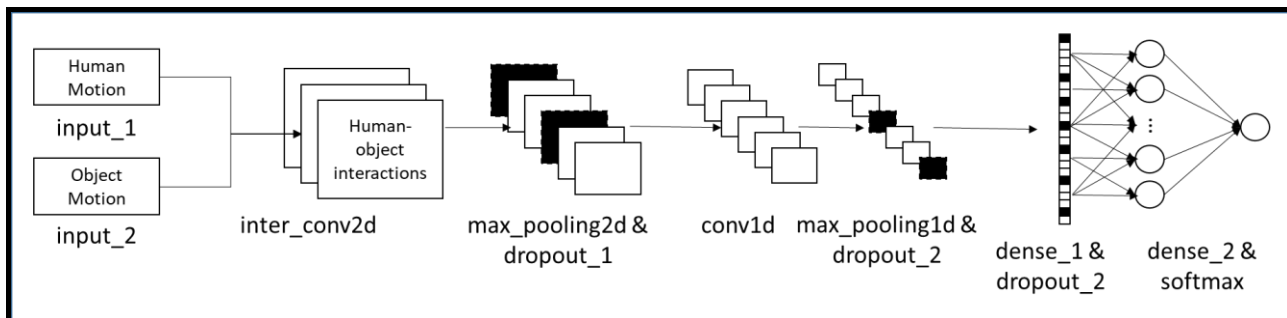 Human
Motion
input_1
Object
Motion
input_2
Human-
object
interactions
inter_conv2d
max_pooling2d &
dropout_1
conv1d
max_pooling1d &
dropout_2
dense_1 &
dropout_2
dense_2 &
softmax